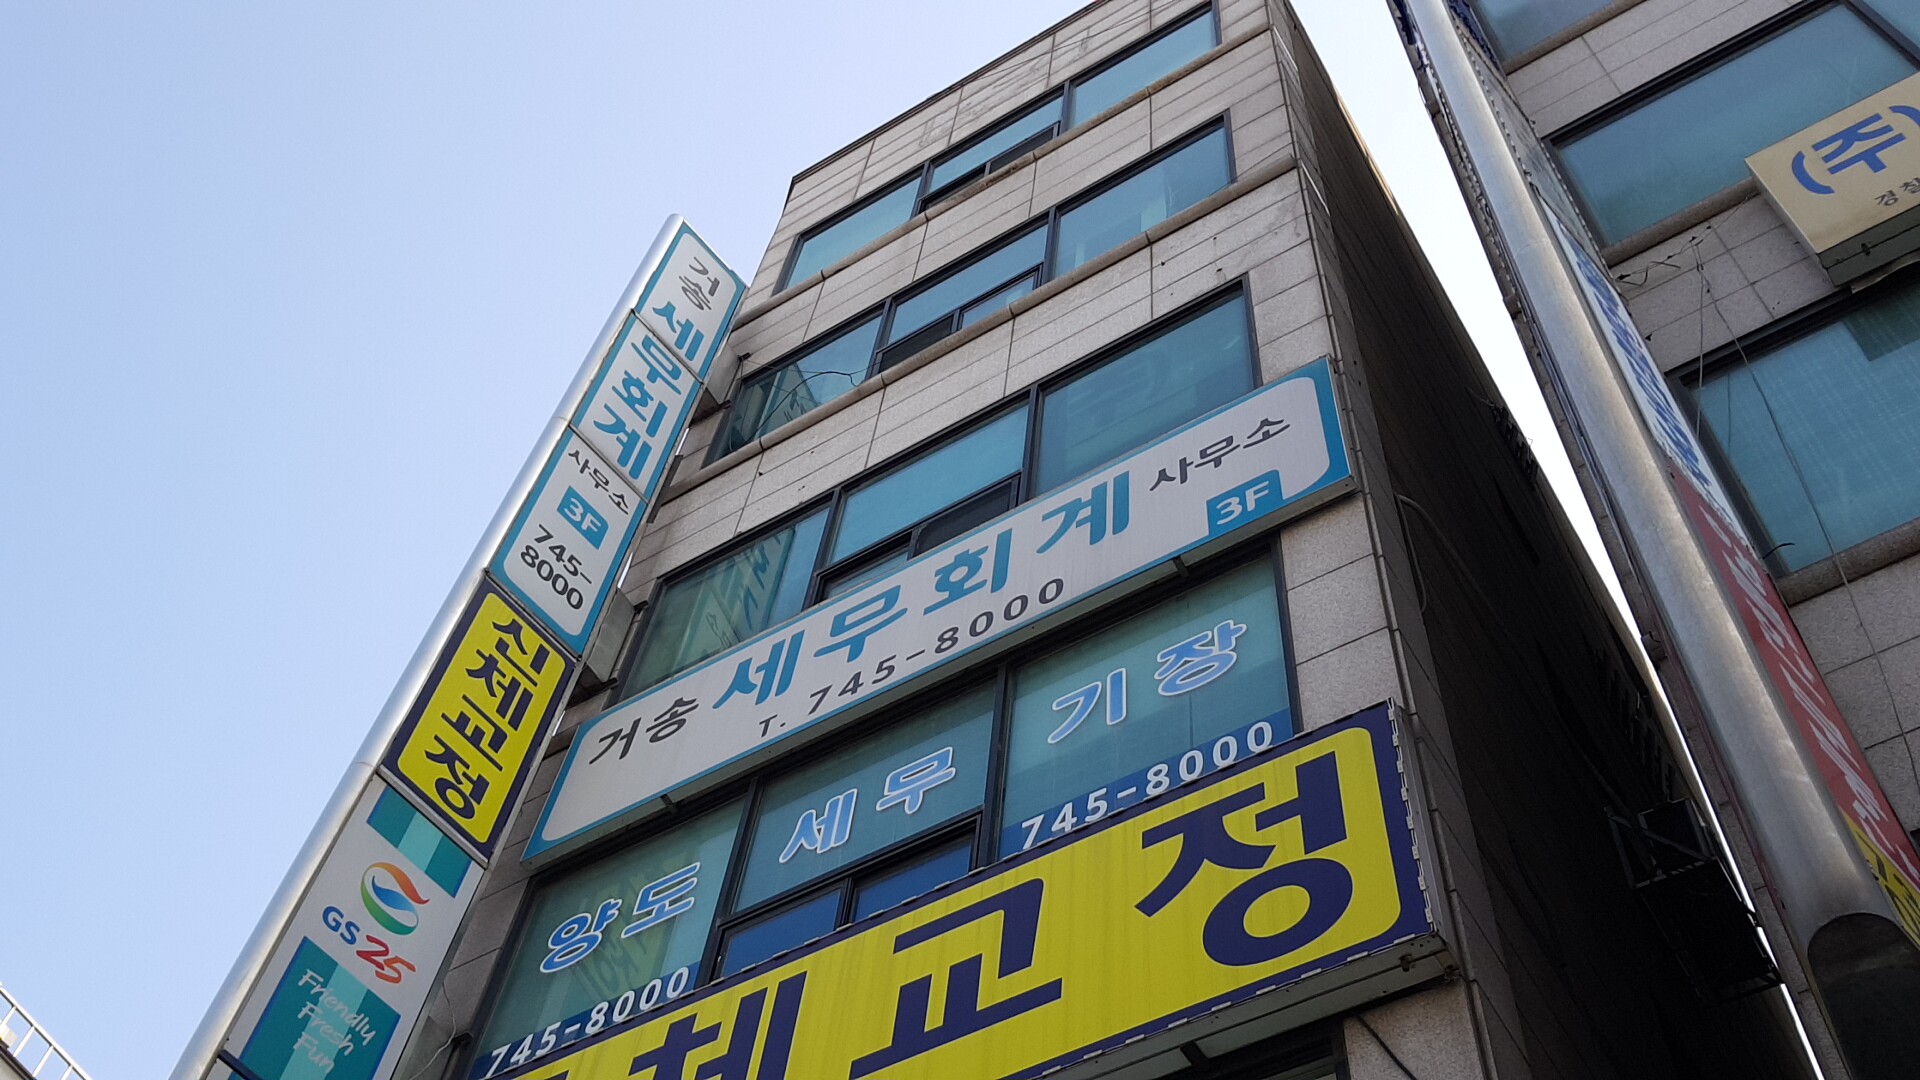 거송 세무회계
사무소
3F
745-
8000
신체교정
GS25
Friendly
Fresh
Fun
거송 세무회계 사무소
T. 745-8000
3F
양도 세무 기장
745-8000
745-8000
체교정
(주)
경찰